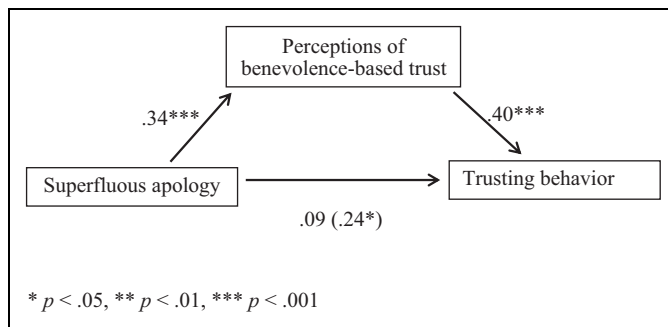 Perceptions of
benevolence-based trust
.34***
.40***
Superfluous apology
Trusting behavior
.09 (.24*)
* p < .05, ** p < .01, *** p < .001